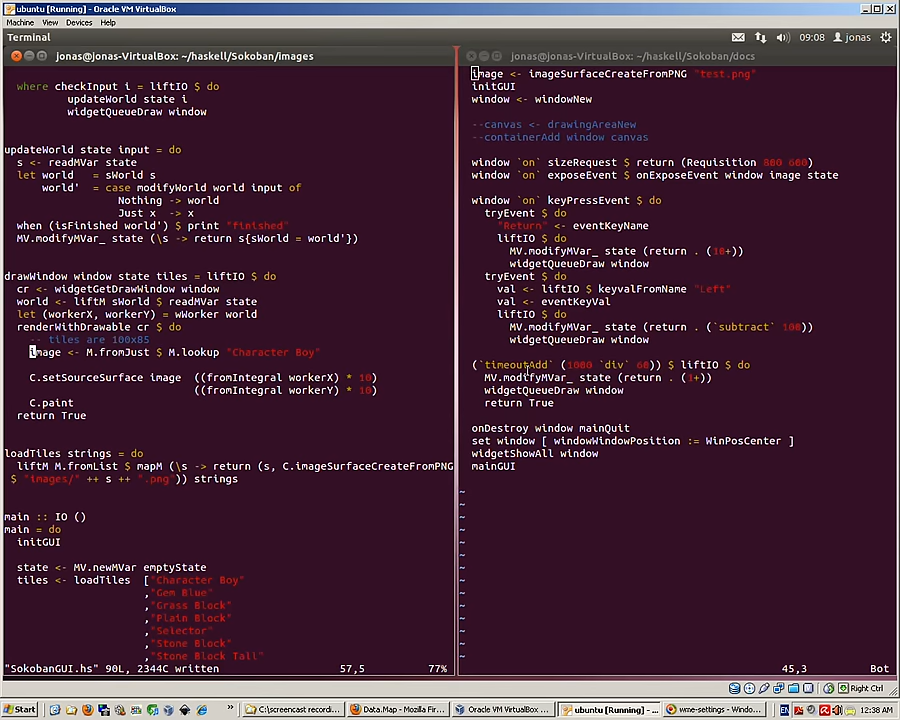 ubuntu [Running] - Oracle VM VirtualBox
Machine View Devices Help
Terminal
09:08 jonas
jonas@jonas-VirtualBox: ~/haskell/Sokoban/images
where checkInput i = liftIO $ do
updateWorld state i
widgetQueueDraw window
updateWorld state input = do
s <- readMVar state
let world = sWorld s
world' = case modifyWorld world input of
Nothing -> world
Just x -> x
when (isFinished world') $ print "finished"
MV.modifyMVar_ state (\s -> return s{sWorld = world'})
drawWindow window state tiles = liftIO $ do
cr <- widgetGetDrawWindow window
world <- liftM sWorld $ readMVar state
let (workerX, workerY) = wWorker world
renderWithDrawable cr $ do
-- tiles are 100x85
image <- M.fromJust $ M.lookup "Character Boy"
C.setSourceSurface image ((fromIntegral workerX) * 10)
((fromIntegral workerY) * 10)
C.paint
return True
loadTiles strings = do
liftM M.fromList $ mapM (\s -> return (s, C.imageSurfaceCreateFromPNG
$ "images/" ++ s ++ ".png")) strings
main :: IO ()
main = do
initGUI
state <- MV.newMVar emptyState
tiles <- loadTiles ["Character Boy"
,"Gem Blue"
,"Grass Block"
,"Plain Block"
,"Selector"
,"Stone Block"
,"Stone Block Tall"
"SokobanGUI.hs" 90L, 2344C written 57,5 77%
jonas@jonas-VirtualBox: ~/haskell/Sokoban/docs
image <- imageSurfaceCreateFromPNG "test.png"
initGUI
window <- windowNew
--canvas <- drawingAreaNew
--containerAdd window canvas
window `on` sizeRequest $ return (Requisition 800 600)
window `on` exposeEvent $ onExposeEvent window image state
window `on` keyPressEvent $ do
tryEvent $ do
"Return" <- eventKeyName
liftIO $ do
MV.modifyMVar_ state (return . (10+))
widgetQueueDraw window
tryEvent $ do
val <- liftIO $ keyvalFromName "Left"
val <- eventKeyVal
liftIO $ do
MV.modifyMVar_ state (return . (`subtract` 100))
widgetQueueDraw window
(`timeoutAdd` (1000 `div` 60)) $ liftIO $ do
MV.modifyMVar_ state (return . (1+))
widgetQueueDraw window
return True
onDestroy window mainQuit
set window [ windowWindowPosition := WinPosCenter ]
widgetShowAll window
mainGUI
~
~
~
~
~
~
~
~
~
~
~
~
~
~
45,3 Bot
Right Ctrl
Start
C:\screencast recordi...
Data.Map - Mozilla Fir...
Oracle VM VirtualBox ...
ubuntu [Running] - ...
wme-settings - Windo...
EN
12:38 AM